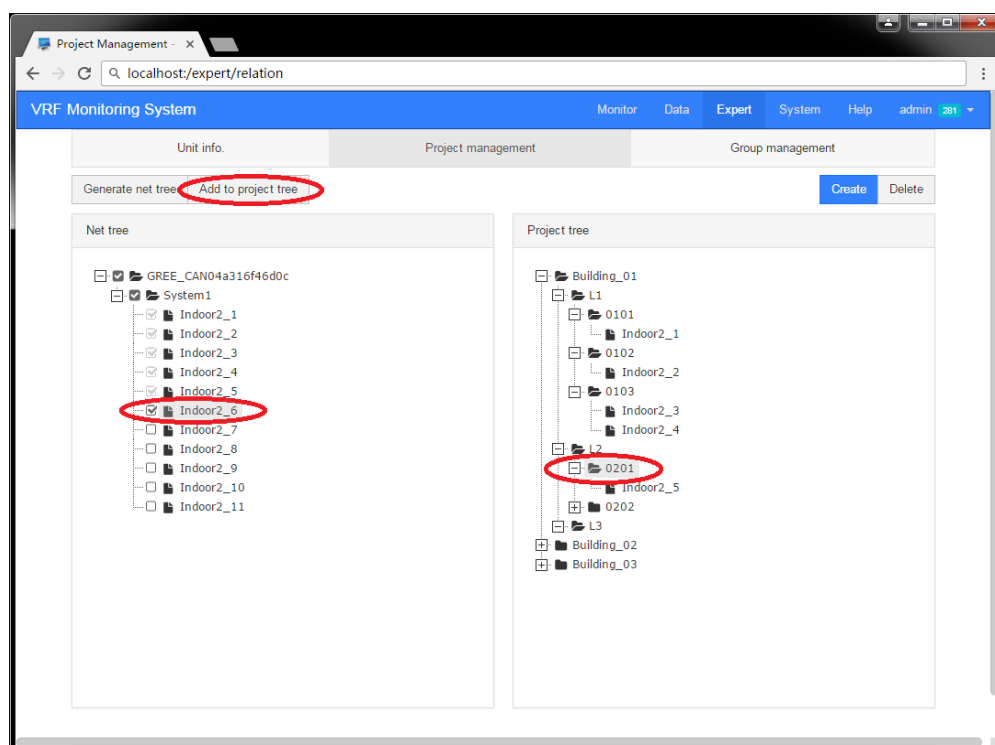 Project Management -
localhost:/expert/relation
VRF Monitoring System Monitor Data Expert System Help admin 281
Unit info. Project management Group management
Generate net tree Add to project tree Create Delete
Net tree
GREE_CAN04a316f46d0c
System1
Indoor2_1
Indoor2_2
Indoor2_3
Indoor2_4
Indoor2_5
Indoor2_6
Indoor2_7
Indoor2_8
Indoor2_9
Indoor2_10
Indoor2_11
Project tree
Building_01
L1
0101
Indoor2_1
0102
Indoor2_2
0103
Indoor2_3
Indoor2_4
L2
0201
Indoor2_5
0202
L3
Building_02
Building_03